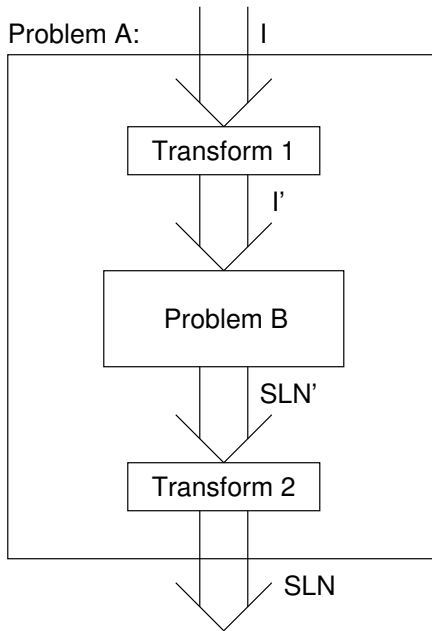 Problem A:
I
Transform 1
I’
Problem B
SLN’
Transform 2
SLN